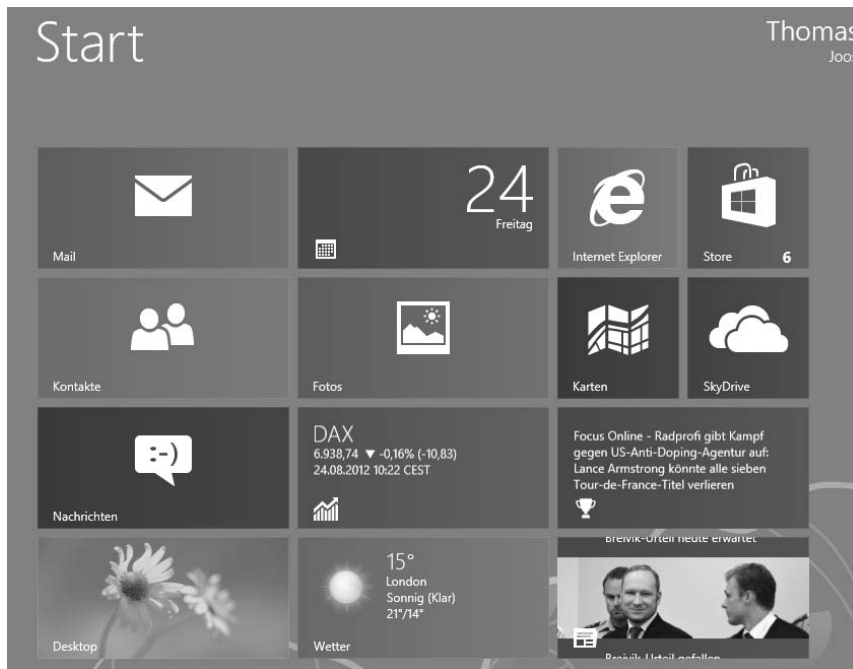 Start
Thomas
Joos
Mail
24
Freitag
Internet Explorer
Store
6
Kontakte
Fotos
Karten
SkyDrive
:-)
Nachrichten
DAX
6.938,74 ▼ -0,16% (-10,83)
24.08.2012 10:22 CEST
Focus Online - Radprofi gibt Kampf
gegen US-Anti-Doping-Agentur auf:
Lance Armstrong könnte alle sieben
Tour-de-France-Titel verlieren
Desktop
15°
London
Sonnig (Klar)
21°/14°
Wetter
Breivik-Urteil heute erwartet
Breivik-Urteil gefallen